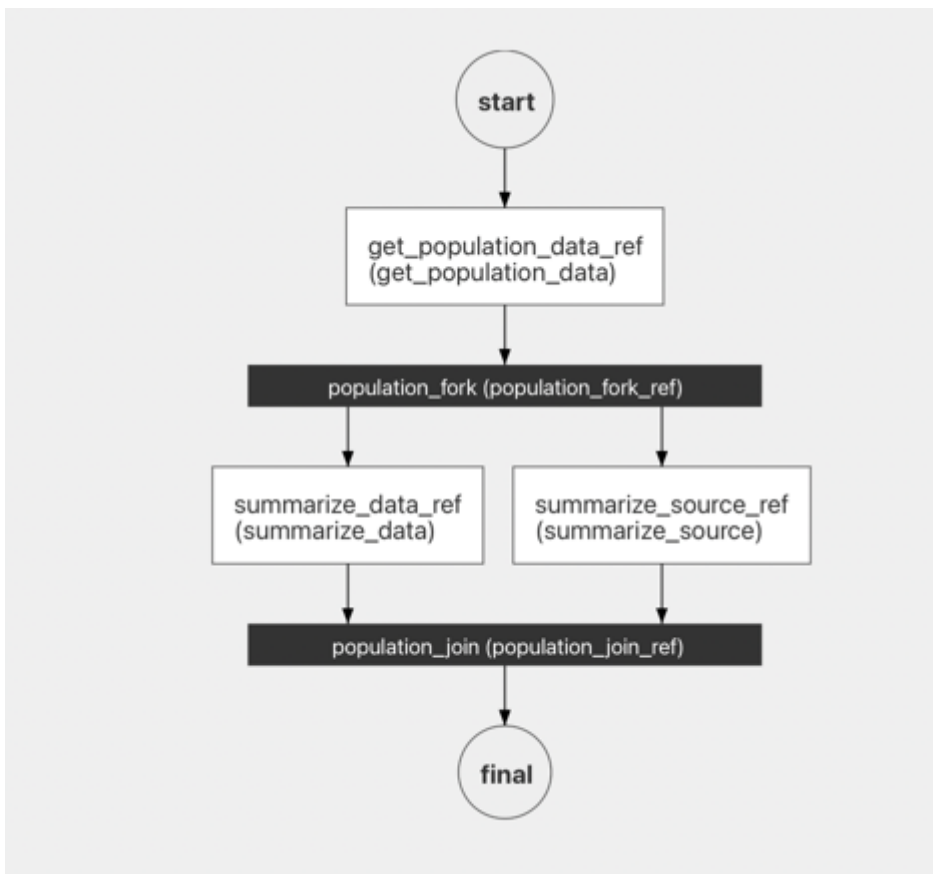 start
get_population_data_ref
(get_population_data)
population_fork (population_fork_ref)
summarize_data_ref
(summarize_data)
summarize_source_ref
(summarize_source)
population_join (population_join_ref)
final